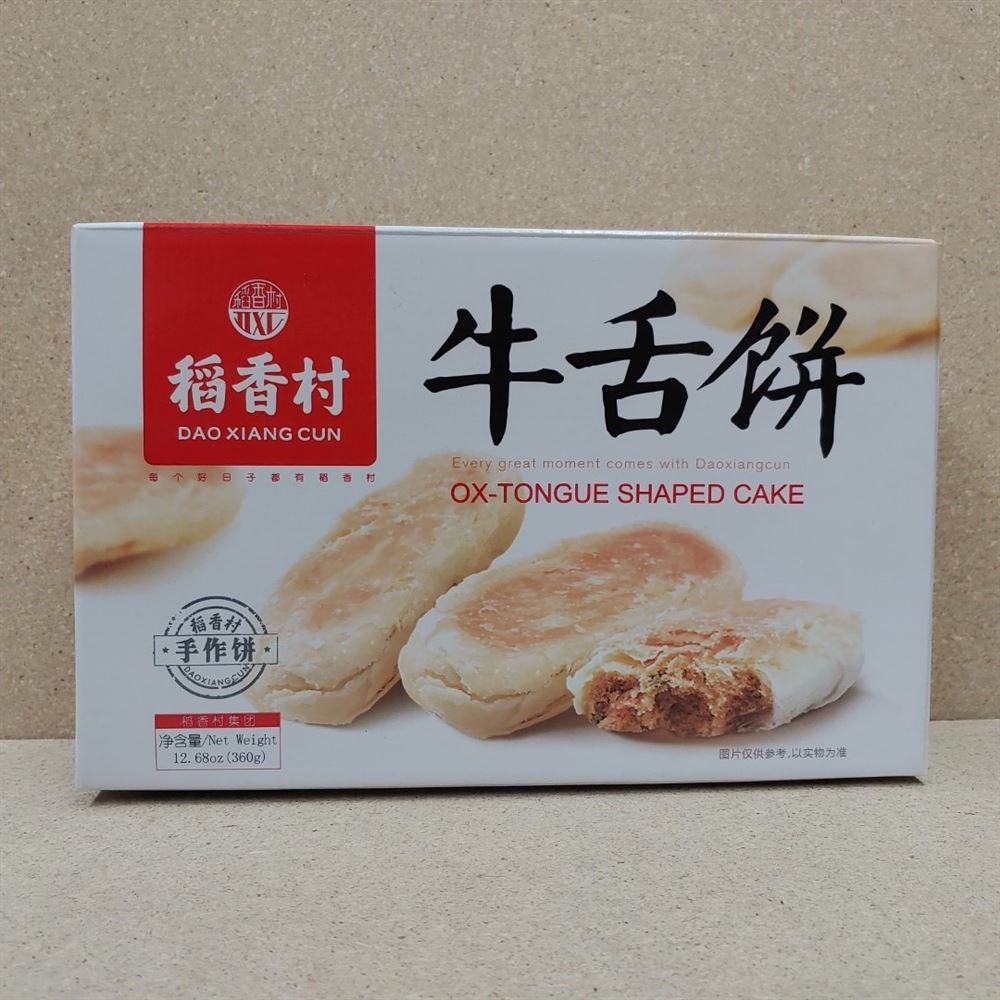 稻香村
DXC
稻香村
DAO XIANG CUN
每个好日子都有稻香村
牛舌饼
Every great moment comes with Daoxiangcun
OX-TONGUE SHAPED CAKE
稻香村
手作饼
DAOXIANGCUN
稻香村集团
净含量/Net Weight
12.68oz(360g)
图片仅供参考,以实物为准